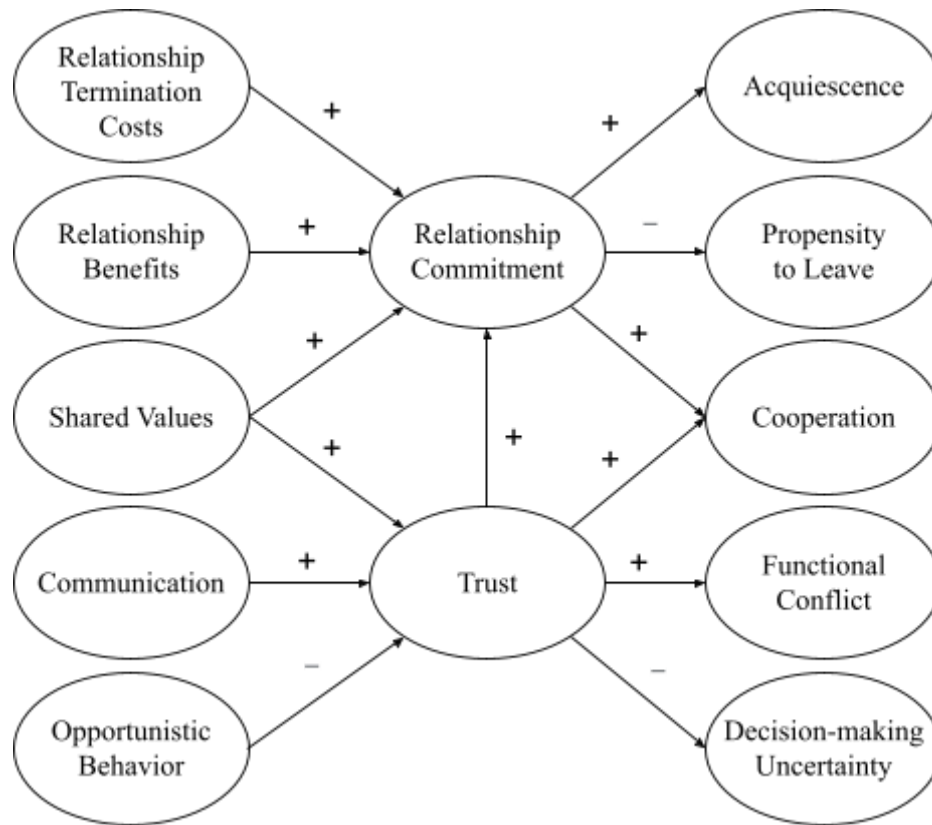 Relationship
Termination
Costs
+
+
Acquiescence
Relationship
Benefits
+
Relationship
Commitment
–
Propensity
to Leave
+
+
Shared Values
+
+
+
Cooperation
Communication
+
Trust
+
Functional
Conflict
–
–
Opportunistic
Behavior
Decision-making
Uncertainty